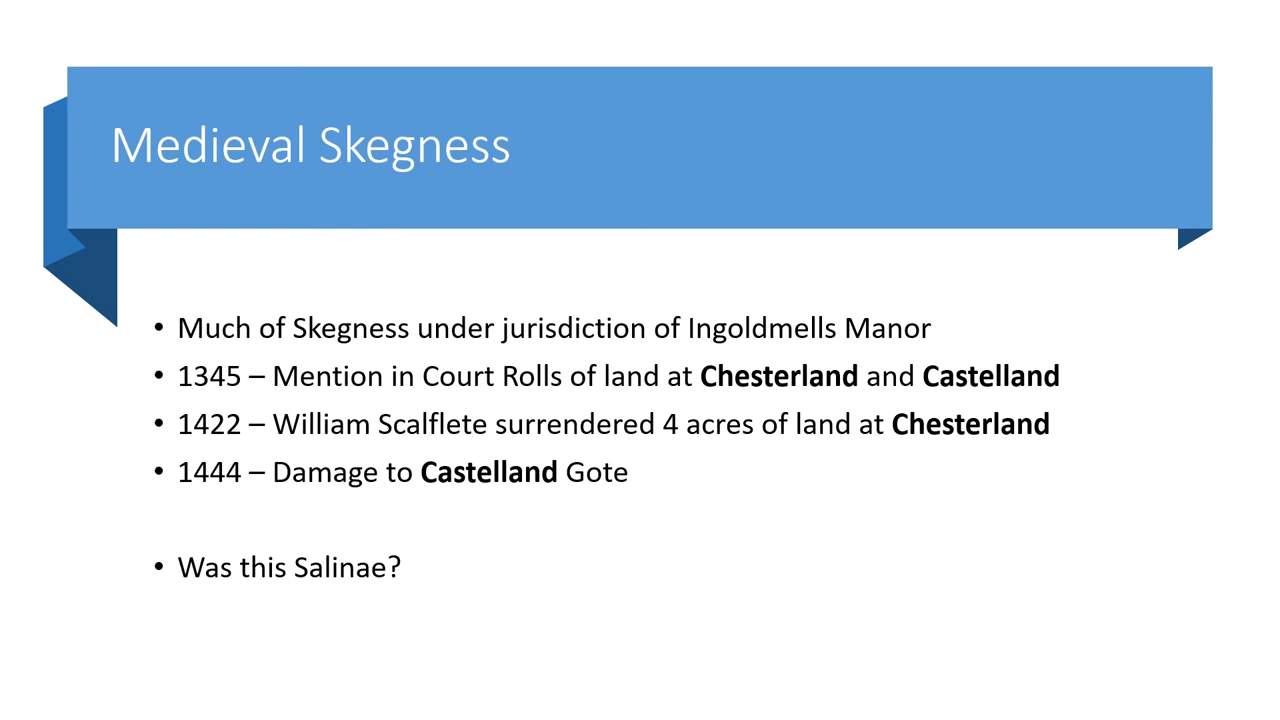 Medieval Skegness
• Much of Skegness under jurisdiction of Ingoldmells Manor
• 1345 – Mention in Court Rolls of land at Chesterland and Castelland
• 1422 – William Scalflete surrendered 4 acres of land at Chesterland
• 1444 – Damage to Castelland Gote
• Was this Salinae?